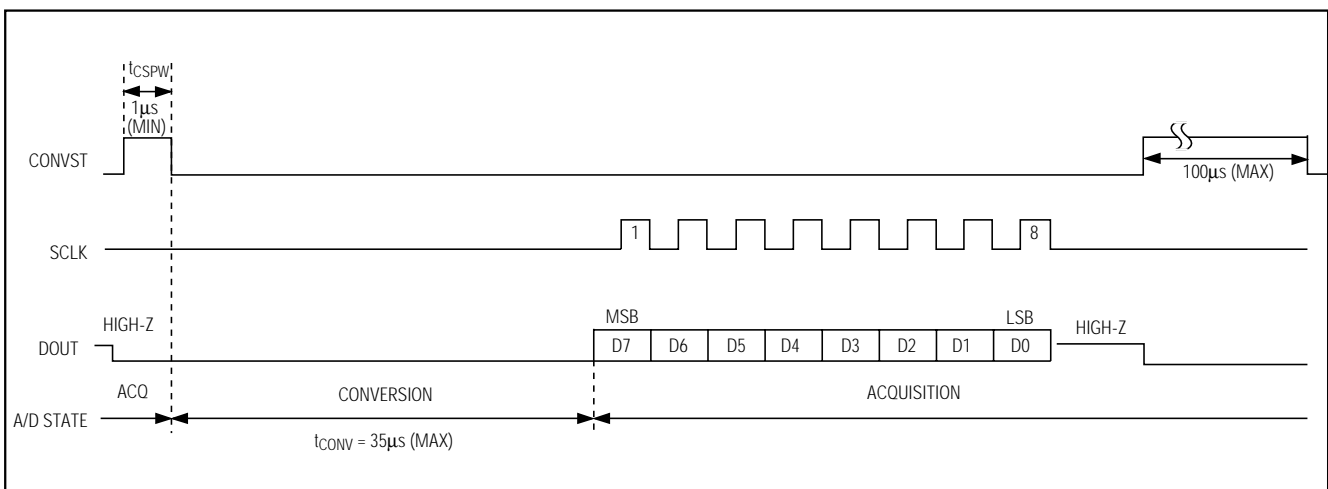 tCSPW
1µs
(MIN)
CONVST
100µs (MAX)
SCLK
1
8
MSB
LSB
HIGH-Z
HIGH-Z
DOUT
D7 D6 D5 D4 D3 D2 D1 D0
ACQ
CONVERSION
ACQUISITION
A/D STATE
tCONV = 35µs (MAX)